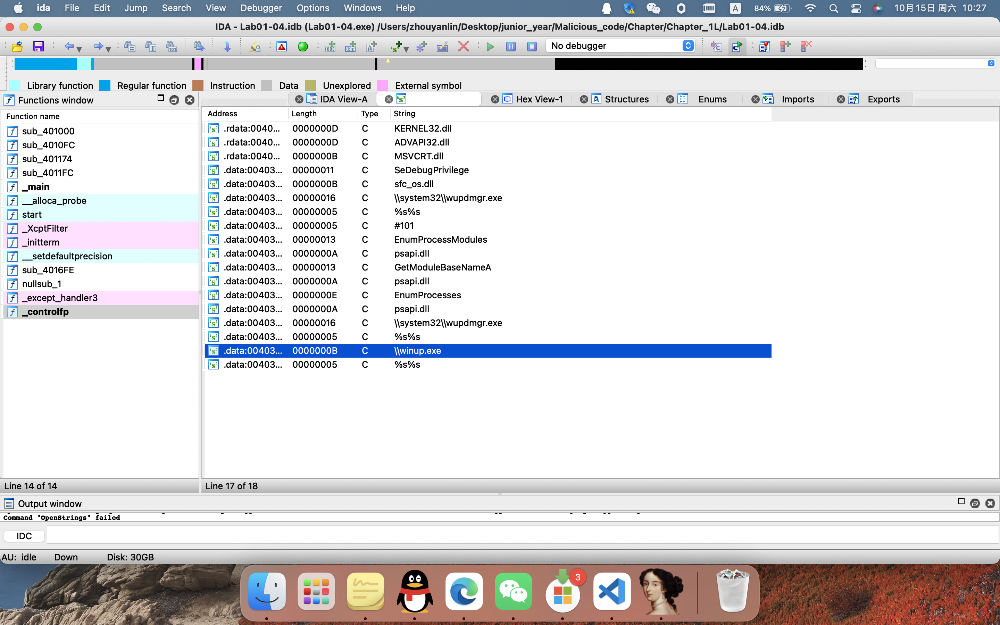 ida File Edit Jump Search View Debugger Options Windows Help A 84% 10月15日 周六 10:27
IDA - Lab01-04.idb (Lab01-04.exe) /Users/zhouyanlin/Desktop/junior_year/Malicious_code/Chapter/Chapter_1L/Lab01-04.idb
No debugger
Library function Regular function Instruction Data Unexplored External symbol
Functions window
IDA View-A Hex View-1 Structures Enums Imports Exports
Function name
sub_401000
sub_4010FC
sub_401174
sub_4011FC
_main
__alloca_probe
start
_XcptFilter
_initterm
__setdefaultprecision
sub_4016FE
nullsub_1
_except_handler3
_controlfp
Line 14 of 14
Address Length Type String
.rdata:0040... 0000000D C KERNEL32.dll
.rdata:0040... 0000000D C ADVAPI32.dll
.rdata:0040... 0000000B C MSVCRT.dll
.data:00403... 00000011 C SeDebugPrivilege
.data:00403... 0000000B C sfc_os.dll
.data:00403... 00000016 C \\system32\\wupdmgr.exe
.data:00403... 00000005 C %s%s
.data:00403... 00000005 C #101
.data:00403... 00000013 C EnumProcessModules
.data:00403... 0000000A C psapi.dll
.data:00403... 00000013 C GetModuleBaseNameA
.data:00403... 0000000A C psapi.dll
.data:00403... 0000000E C EnumProcesses
.data:00403... 0000000A C psapi.dll
.data:00403... 00000016 C \\system32\\wupdmgr.exe
.data:00403... 00000005 C %s%s
.data:00403... 0000000B C \\winup.exe
.data:00403... 00000005 C %s%s
Line 17 of 18
Output window
Command "OpenStrings" failed
IDC
AU: idle Down Disk: 30GB
3